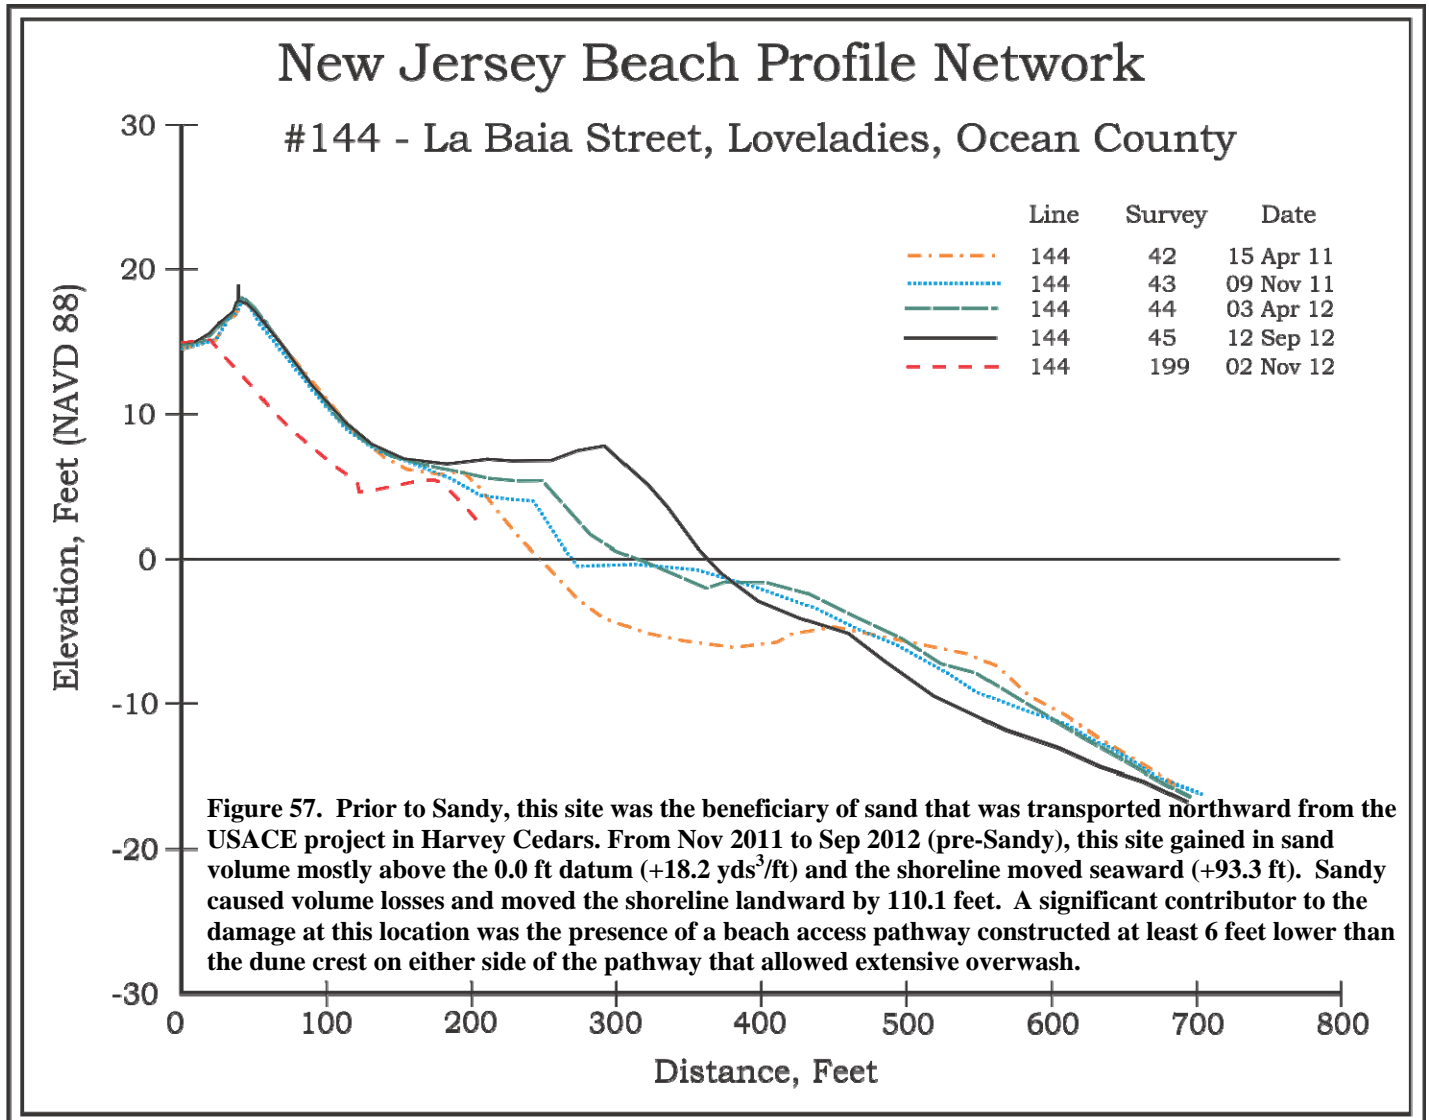 New Jersey Beach Profile Network
#144 - La Baia Street, Loveladies, Ocean County
Line Survey Date
144 42 15 Apr 11
144 43 09 Nov 11
144 44 03 Apr 12
144 45 12 Sep 12
144 199 02 Nov 12
Elevation, Feet (NAVD 88)
30
20
10
0
-10
-20
-30
Figure 57. Prior to Sandy, this site was the beneficiary of sand that was transported northward from the
USACE project in Harvey Cedars. From Nov 2011 to Sep 2012 (pre-Sandy), this site gained in sand
volume mostly above the 0.0 ft datum (+18.2 yds³/ft) and the shoreline moved seaward (+93.3 ft). Sandy
caused volume losses and moved the shoreline landward by 110.1 feet. A significant contributor to the
damage at this location was the presence of a beach access pathway constructed at least 6 feet lower than
the dune crest on either side of the pathway that allowed extensive overwash.
0 100 200 300 400 500 600 700 800
Distance, Feet